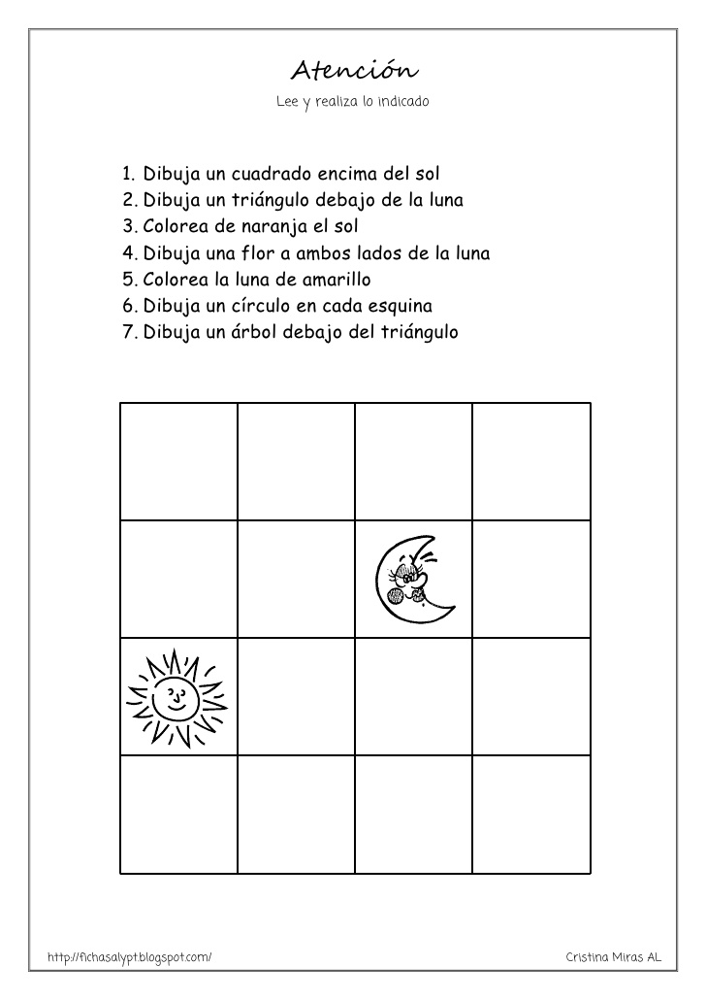 Atención
Lee y realiza lo indicado
1. Dibuja un cuadrado encima del sol
2. Dibuja un triángulo debajo de la luna
3. Colorea de naranja el sol
4. Dibuja una flor a ambos lados de la luna
5. Colorea la luna de amarillo
6. Dibuja un círculo en cada esquina
7. Dibuja un árbol debajo del triángulo
http://fichasalypt.blogspot.com/
Cristina Miras AL